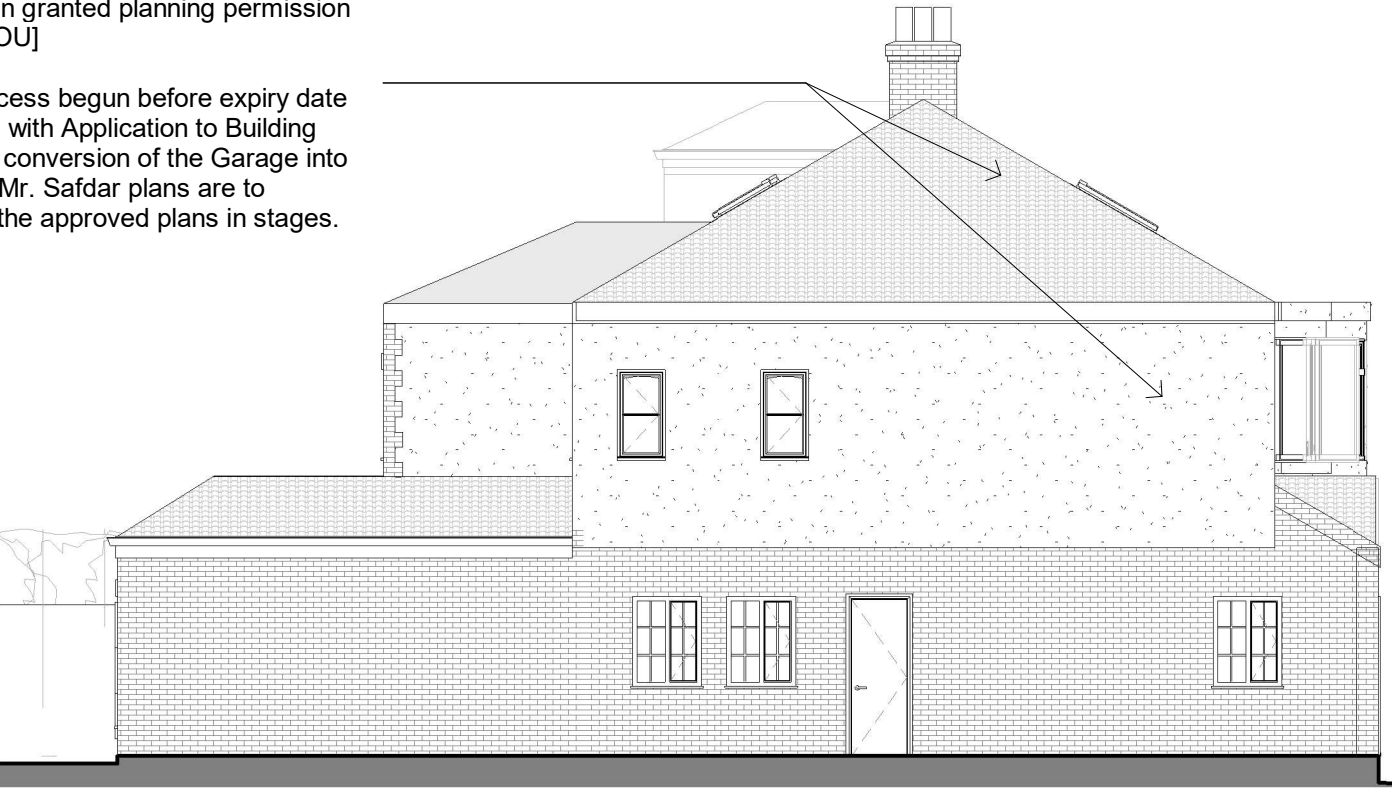 n granted planning permission
OU]
cess begun before expiry date
with Application to Building
conversion of the Garage into
Mr. Safdar plans are to
the approved plans in stages.